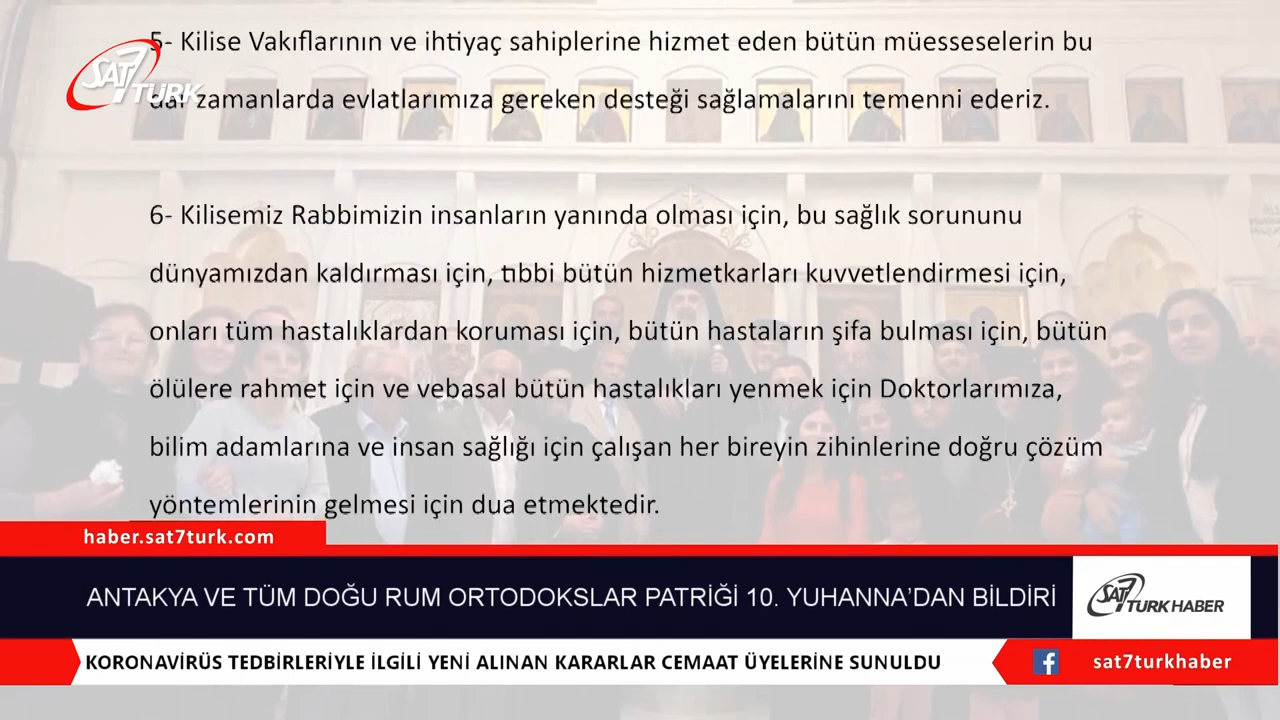 5- Kilise Vakıflarının ve ihtiyaç sahiplerine hizmet eden bütün müesseselerin bu
dar zamanlarda evlatlarımıza gereken desteği sağlamalarını temenni ederiz.
6- Kilisemiz Rabbimizin insanların yanında olması için, bu sağlık sorununu
dünyamızdan kaldırması için, tıbbi bütün hizmetkarları kuvvetlendirmesi için,
onları tüm hastalıklardan koruması için, bütün hastaların şifa bulması için, bütün
ölülere rahmet için ve vebasal bütün hastalıkları yenmek için Doktorlarımıza,
bilim adamlarına ve insan sağlığı için çalışan her bireyin zihinlerine doğru çözüm
yöntemlerinin gelmesi için dua etmektedir.
SAT7 TÜRK
haber.sat7turk.com
ANTAKYA VE TÜM DOĞU RUM ORTODOKSLAR PATRİĞİ 10. YUHANNA'DAN BİLDİRİ
SAT7 TURK HABER
KORONAVİRÜS TEDBİRLERİYLE İLGİLİ YENİ ALINAN KARARLAR CEMAAT ÜYELERİNE SUNULDU
sat7turkhaber